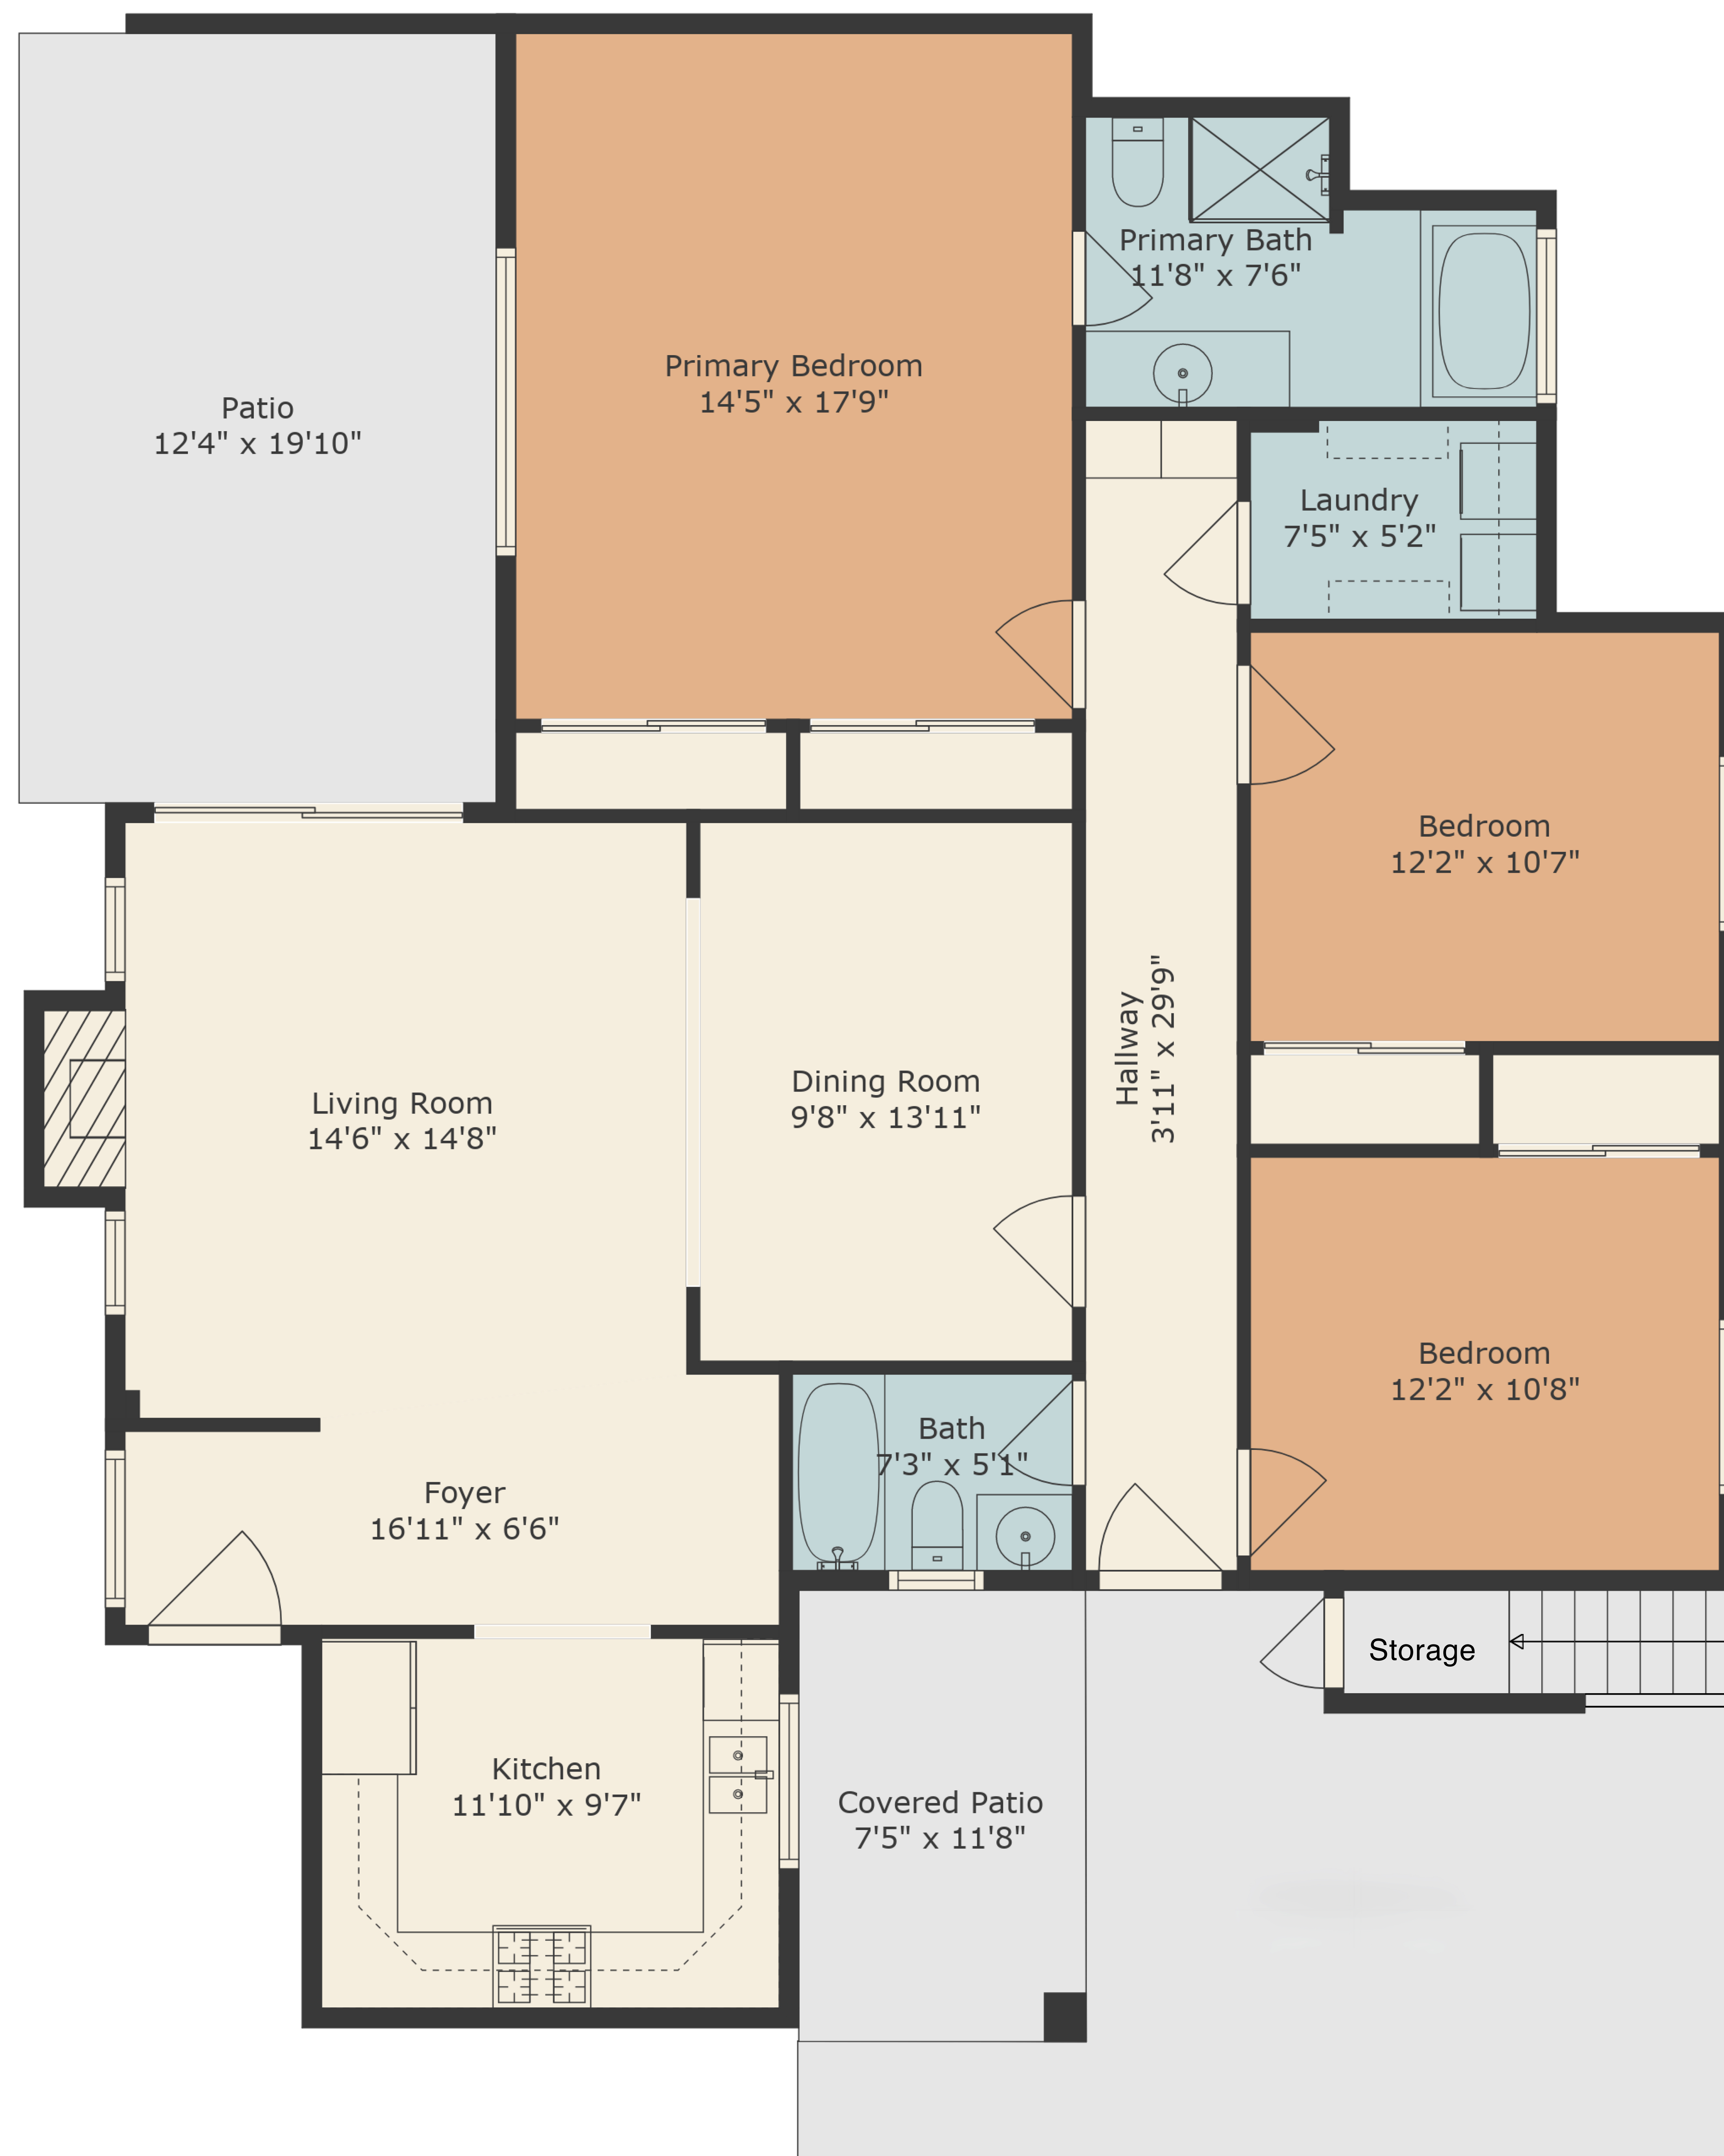 Primary Bath
11'8" x 7'6"
Primary Bedroom
14'5" x 17'9"
Patio
12'4" x 19'10"
Laundry
7'5" x 5'2"
Bedroom
12'2" x 10'7"
Hallway
3'11" x 29'9"
Dining Room
9'8" x 13'11"
Living Room
14'6" x 14'8"
Bedroom
12'2" x 10'8"
Bath
7'3" x 5'1"
Foyer
16'11" x 6'6"
Storage
Kitchen
11'10" x 9'7"
Covered Patio
7'5" x 11'8"